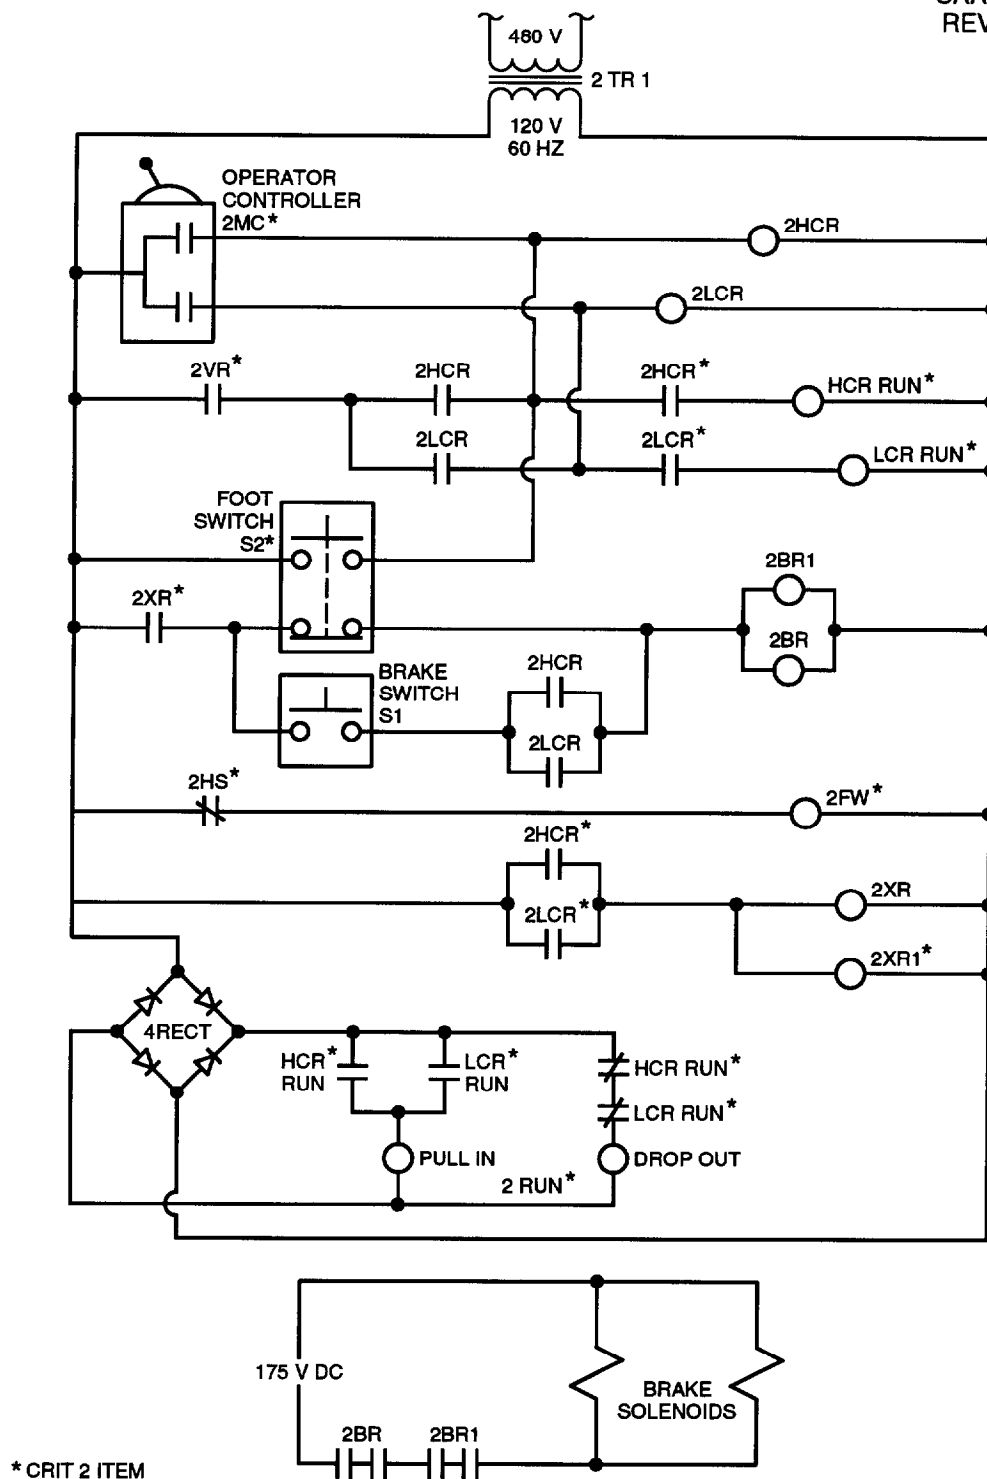 REV
480 V
2 TR 1
120 V
60 HZ
OPERATOR
CONTROLLER
2MC*
2HCR
2LCR
2VR*
2HCR
2HCR*
HCR RUN*
2LCR
2LCR*
LCR RUN*
FOOT
SWITCH
S2*
2BR1
2XR*
2BR
2HCR
BRAKE
SWITCH
S1
2LCR
2HS*
2FW*
2HCR*
2LCR*
2XR
2XR1*
4RECT
HCR*
RUN
LCR*
RUN
HCR RUN*
LCR RUN*
PULL IN
DROP OUT
2 RUN*
175 V DC
BRAKE
SOLENOIDS
2BR
2BR1
* CRIT 2 ITEM